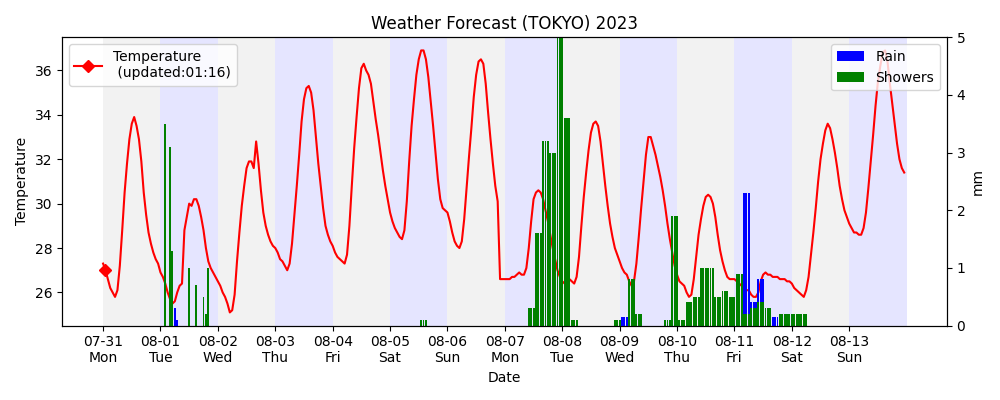 Weather Forecast (TOKYO) 2023
Temperature
(updated:01:16)
Rain
Showers
Temperature
36
34
32
30
28
26
5
4
3
2
1
0
mm
07-31 08-01 08-02 08-03 08-04 08-05 08-06 08-07 08-08 08-09 08-10 08-11 08-12 08-13
Mon Tue Wed Thu Fri Sat Sun Mon Tue Wed Thu Fri Sat Sun
Date